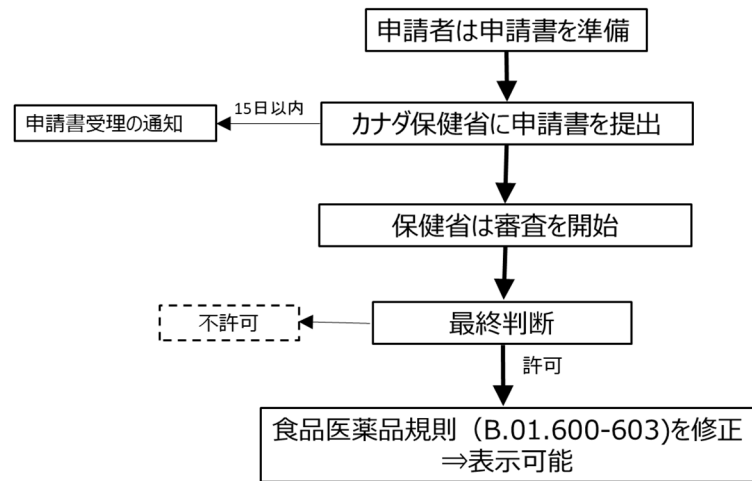 申請者は申請書を準備
15日以内
申請書受理の通知
カナダ保健省に申請書を提出
保健省は審査を開始
不許可
最終判断
許可
食品医薬品規則（B.01.600-603)を修正
⇒表示可能